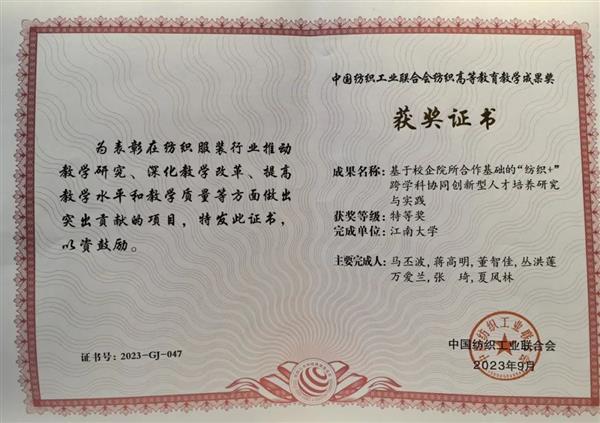 为表彰在纺织服装行业推动
教学研究、深化教学改革、提高
教学水平和教学质量等方面做出
突出贡献的项目，特发此证书，
以资鼓励。
证书号：2023-GJ-047
中国纺织工业联合会纺织高等教育教学成果奖
获奖证书
成果名称：基于校企院所合作基础的“纺织+”
跨学科协同创新型人才培养研究
与实践
获奖等级：特等奖
完成单位：江南大学
主要完成人：马丕波，蒋高明，董智佳，丛洪莲
万爱兰，张 琦，夏风林
中国纺织工业联合会
2023年9月
中国纺织工业联合会